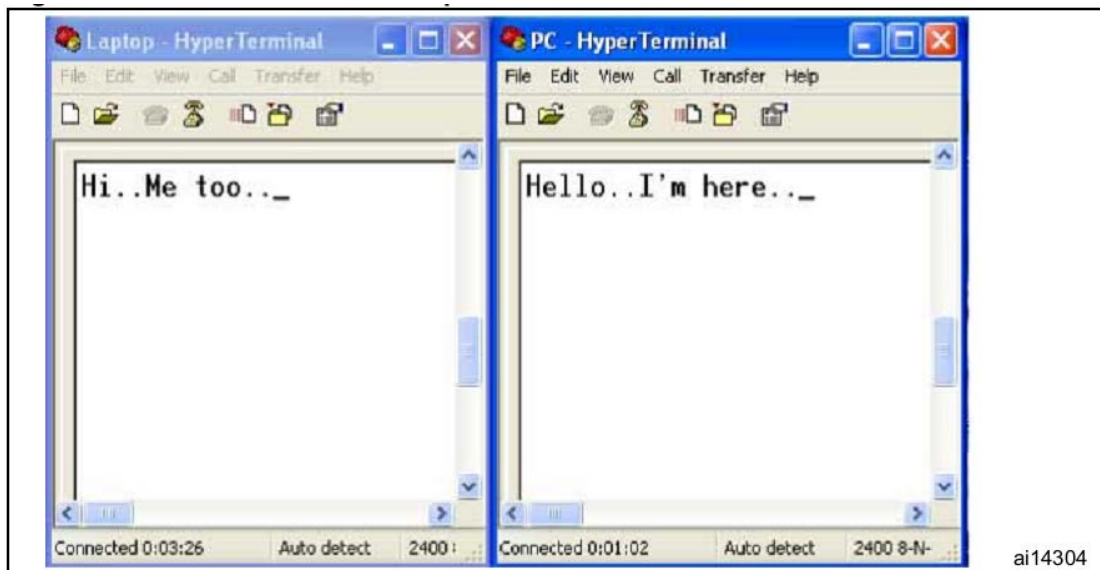 Laptop - HyperTerminal
File Edit View Call Transfer Help
Hi..Me too.._
Connected 0:03:26 Auto detect 2400
PC - HyperTerminal
File Edit View Call Transfer Help
Hello..I'm here.._
Connected 0:01:02 Auto detect 2400 8-N-
ai14304